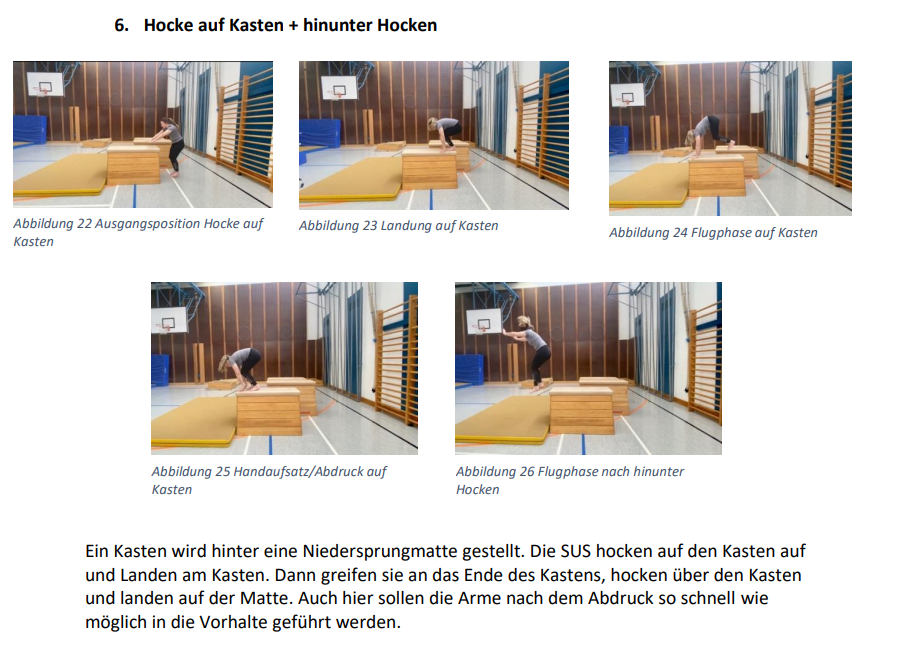 6. Hocke auf Kasten + hinunter Hocken
Abbildung 22 Ausgangsposition Hocke auf
Kasten
Abbildung 23 Landung auf Kasten
Abbildung 24 Flugphase auf Kasten
Abbildung 25 Handaufsatz/Abdruck auf
Kasten
Abbildung 26 Flugphase nach hinunter
Hocken
Ein Kasten wird hinter eine Niedersprungmatte gestellt. Die SUS hocken auf den Kasten auf
und Landen am Kasten. Dann greifen sie an das Ende des Kastens, hocken über den Kasten
und landen auf der Matte. Auch hier sollen die Arme nach dem Abdruck so schnell wie
möglich in die Vorhalte geführt werden.